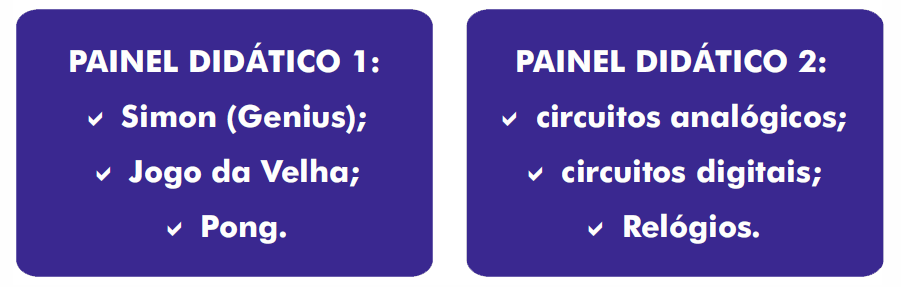 PAINEL DIDÁTICO 1:
✓ Simon (Genius);
✓ Jogo da Velha;
✓ Pong.
PAINEL DIDÁTICO 2:
✓ circuitos analógicos;
✓ circuitos digitais;
✓ Relógios.